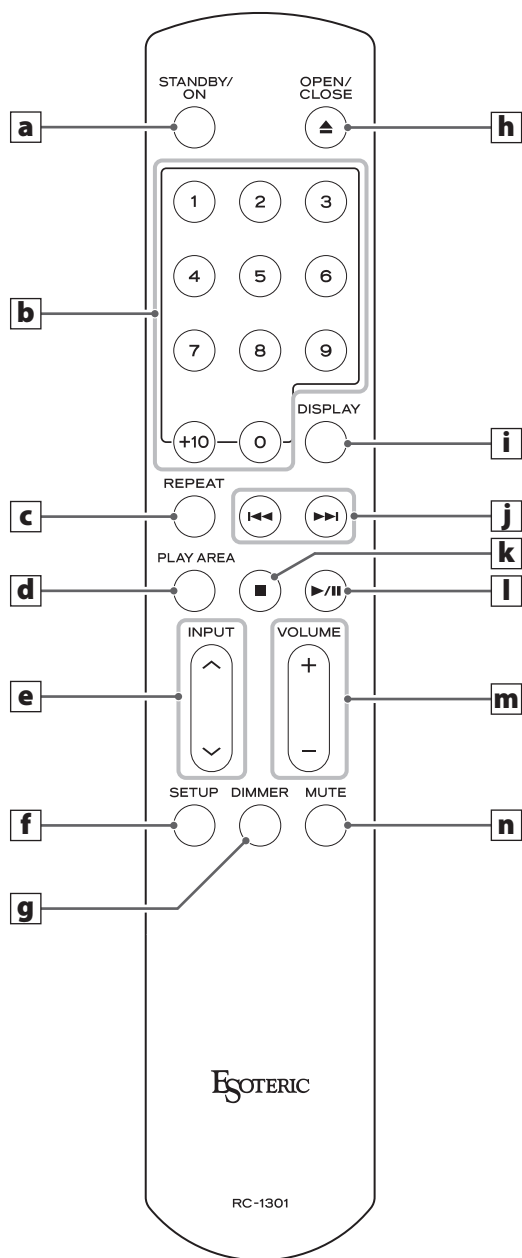 STANDBY/
ON
OPEN/
CLOSE
a
h
1 2 3
4 5 6
b
7 8 9
DISPLAY
+10 0
i
REPEAT
c
j
k
PLAY AREA
d
l
INPUT VOLUME
+
e
m
–
SETUP DIMMER MUTE
f
n
g
ESOTERIC
RC-1301